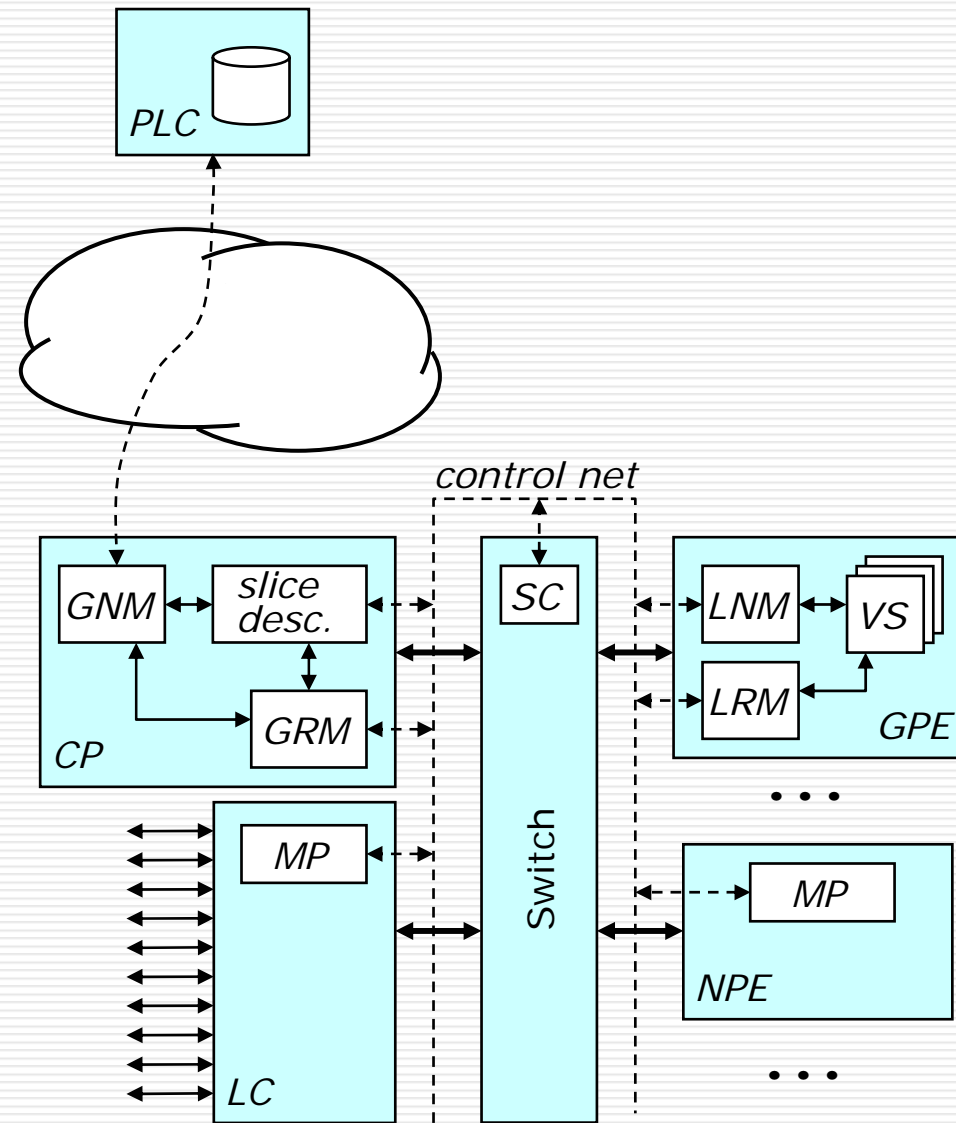 PLC
control net
GNM
slice
desc.
GRM
CP
SC
Switch
LNM
VS
LRM
GPE
...
MP
LC
MP
NPE
...